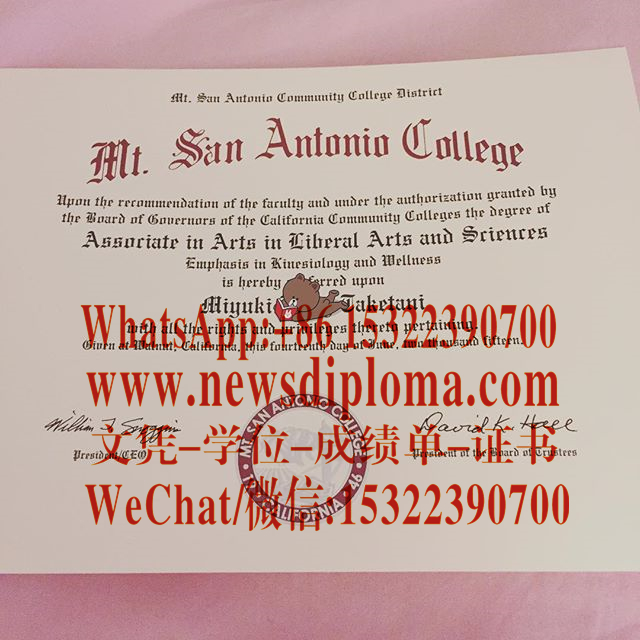 Mt. San Antonio Community College District
Mt. San Antonio College
Upon the recommendation of the faculty and under the authorization granted by
the Board of Governors of the California Community Colleges the degree of
Associate in Arts in Liberal Arts and Sciences
Emphasis in Kinesiology and Wellness
is hereby ferred upon
Miyuki Taketani
WhatsApp:+86 15322390700
with all the rights and privileges thereto pertaining.
Given at Walnut, California, this fourteenth day of June, two thousand fifteen.
www.newsdiploma.com
David K. Hall
文凭–学位–成绩单–证书
President/CEO
President of the Board of Trustees
MT. SAN ANTONIO COLLEGE · CALIFORNIA · 46
WeChat/微信:15322390700